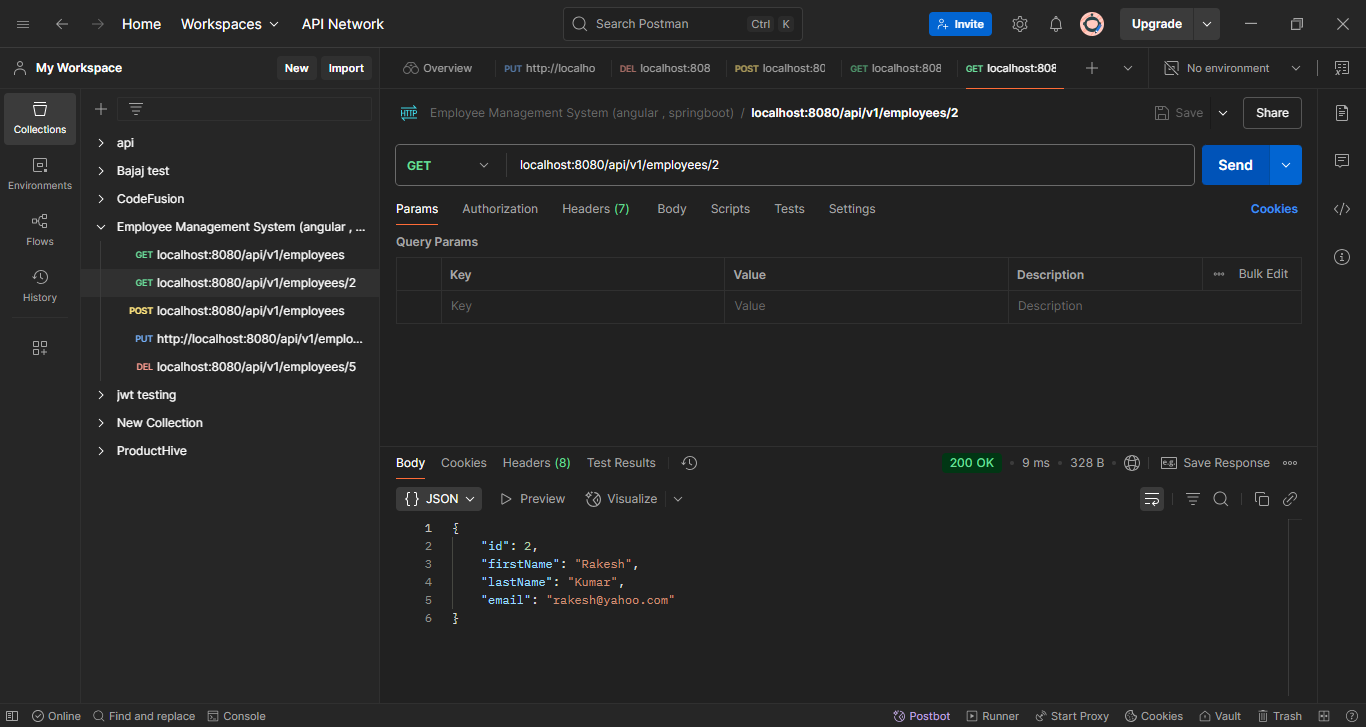 Home Workspaces API Network Search Postman Ctrl K Invite Upgrade
My Workspace New Import Overview PUT http://localho DEL localhost:808 POST localhost:80 GET localhost:808 GET localhost:808 No environment
Collections
Environments
Flows
History
api
Bajaj test
CodeFusion
Employee Management System (angular , ...
GET localhost:8080/api/v1/employees
GET localhost:8080/api/v1/employees/2
POST localhost:8080/api/v1/employees
PUT http://localhost:8080/api/v1/emplo...
DEL localhost:8080/api/v1/employees/5
jwt testing
New Collection
ProductHive
HTTP Employee Management System (angular , springboot) / localhost:8080/api/v1/employees/2 Save Share
GET localhost:8080/api/v1/employees/2 Send
Params Authorization Headers (7) Body Scripts Tests Settings Cookies
Query Params
Key Value Description Bulk Edit
Key Value Description
Body Cookies Headers (8) Test Results 200 OK 9 ms 328 B e.g. Save Response
{} JSON Preview Visualize
1 {
2 "id": 2,
3 "firstName": "Rakesh",
4 "lastName": "Kumar",
5 "email": "rakesh@yahoo.com"
6 }
Online Find and replace Console Postbot Runner Start Proxy Cookies Vault Trash